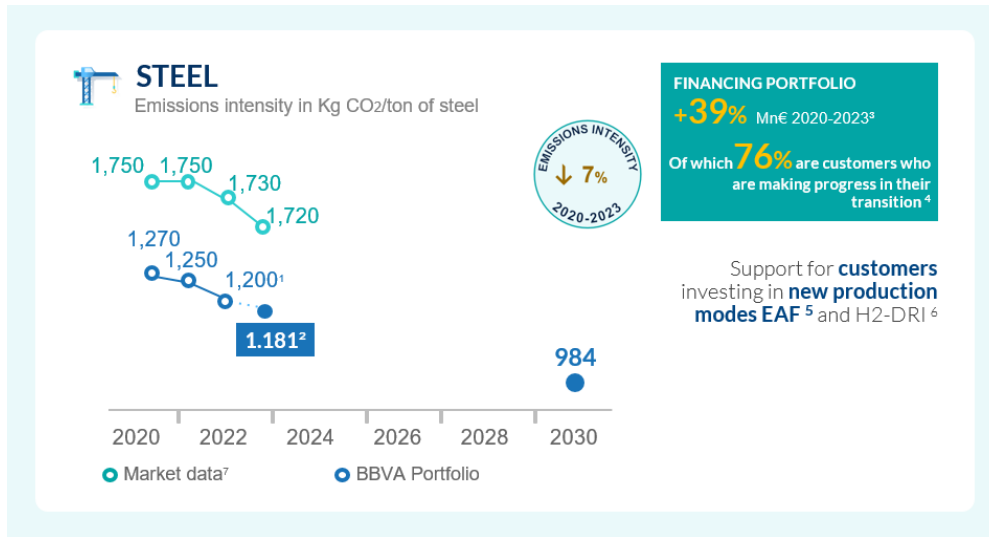 STEEL
Emissions intensity in Kg CO2/ton of steel
1,750
1,750
1,730
1,720
1,270
1,250
1,200¹
1.181²
984
2020
2022
2024
2026
2028
2030
Market data⁷
BBVA Portfolio
EMISSIONS INTENSITY
↓ 7%
2020-2023
FINANCING PORTFOLIO
+39% Mn€ 2020-2023³
Of which 76% are customers who
are making progress in their
transition ⁴
Support for customers
investing in new production
modes EAF ⁵ and H2-DRI ⁶